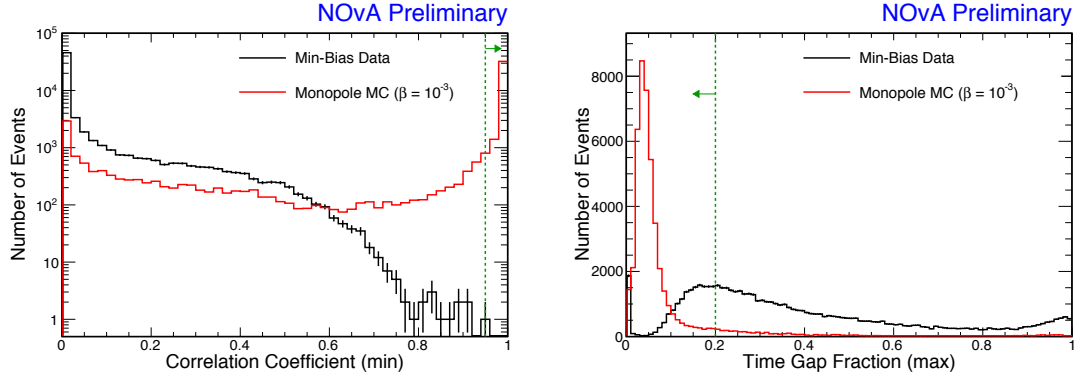 NOvA Preliminary
Number of Events
10⁵
10⁴
10³
10²
10
1
Min-Bias Data
Monopole MC (β = 10⁻³)
0 0.2 0.4 0.6 0.8 1
Correlation Coefficient (min)
NOvA Preliminary
Number of Events
8000
6000
4000
2000
0
Min-Bias Data
Monopole MC (β = 10⁻³)
0 0.2 0.4 0.6 0.8 1
Time Gap Fraction (max)